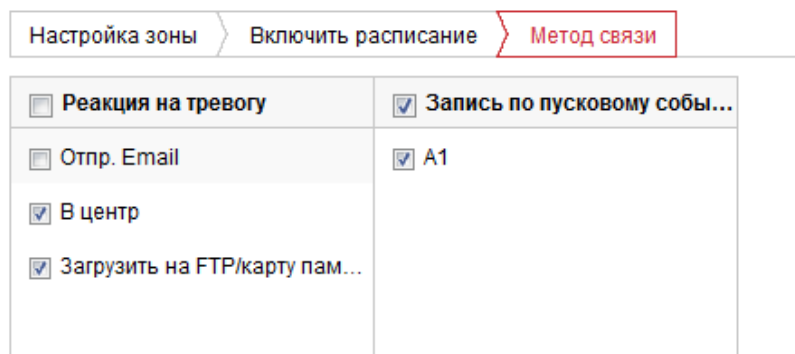 Настройка зоны Включить расписание Метод связи
Реакция на тревогу Запись по пусковому собы...
Отпр. Email A1
В центр
Загрузить на FTP/карту пам...